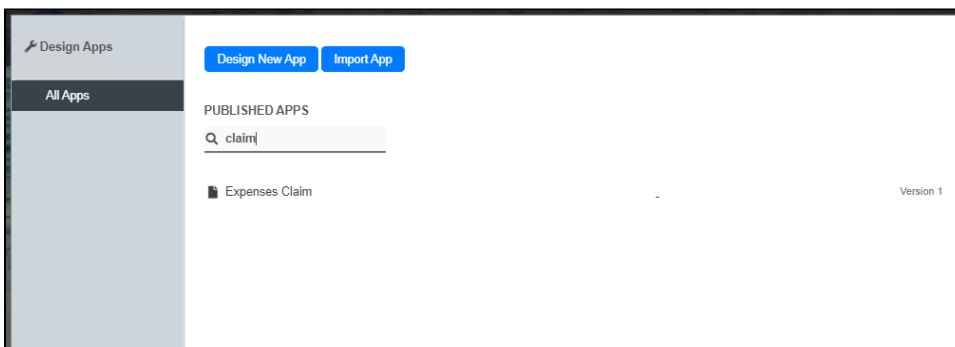 Design Apps
All Apps
Design New App Import App
PUBLISHED APPS
claim
Expenses Claim - Version 1